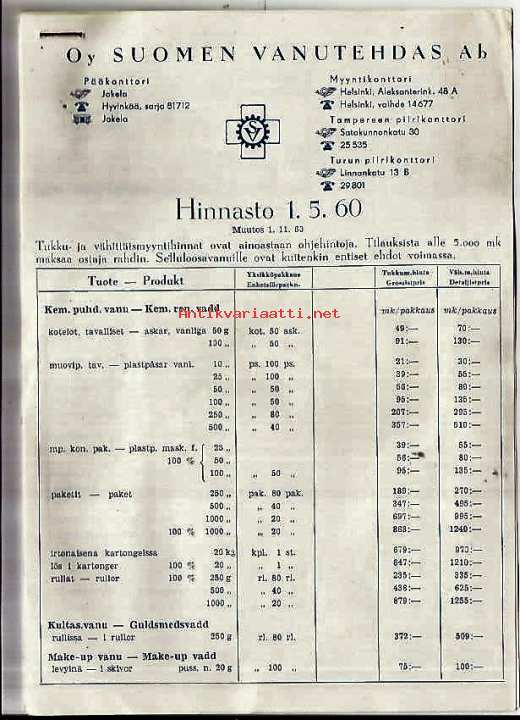 Oy SUOMEN VANUTEHDAS Ab
Pääkonttori
Jokela
Hyvinkää, sarja 81712
Jokela
Myyntikonttori
Helsinki, Aleksanterink. 48 A
Helsinki, vaihde 14677
Tampereen piirikonttori
Satakunnankatu 30
25 535
Turun piirikonttori
Linnankatu 13 B
29801
Hinnasto 1. 5. 60
Muutos 1. 11. 60
Tukku- ja vähittäismyyntihinnat ovat ainoastaan ohjehintoja. Tilauksista alle 5.000 mk
maksaa ostaja rahdin. Selluloosavanuille ovat kuitenkin entiset ehdot voimassa.
Tuote — Produkt Yksikköpakkaus Tukkum.hinta Väh.m.hinta
Enhetsförpackn. Grossistpris Detaljistpris
Kem. puhd. vanu — Kem. ren. vadd mk/pakkaus mk/pakkaus
Antikvariaatti.net
kotelot, tavalliset — askar, vanliga 50 g kot. 50 ask. 49:— 70:—
100 „ „ 50 „ 91:— 130:—
muovip. tav. — plastpåsar vanl. 10 „ ps. 100 ps. 21:— 30:—
25 „ „ 100 „ 39:— 55:—
50 „ „ 50 „ 56:— 80:—
100 „ „ 50 „ 95:— 135:—
250 „ „ 80 „ 207:— 295:—
500 „ „ 40 „ 357:— 510:—
mp. kon. pak. — plastp. mask. f. 25 „ 39:— 55:—
100 % 50 „ 56:— 80:—
100 „ „ 50 „ 95:— 135:—
paketit — paket 250 „ pak. 80 pak. 189:— 270:—
500 „ „ 40 „ 347:— 495:—
1000 „ „ 20 „ 697:— 995:—
100 % 1000 „ „ 20 „ 863:— 1240:—
irtonaisena kartongeissa 20 kg kpl. 1 st. 679:— 970:—
lös i kartonger 100 % 20 „ „ 1 „ 847:— 1210:—
rullat — rullor 100 % 250 g rl. 80 rl. 235:— 335:—
500 „ „ 40 „ 438:— 625:—
1000 „ „ 20 „ 879:— 1255:—
Kultas.vanu — Guldsmedsvadd
rullissa — i rullor 250 g rl. 80 rl. 372:— 509:—
Make-up vanu — Make-up vadd
levyinä — i skivor puss. n. 20 g „ 100 „ 75:— 100:—